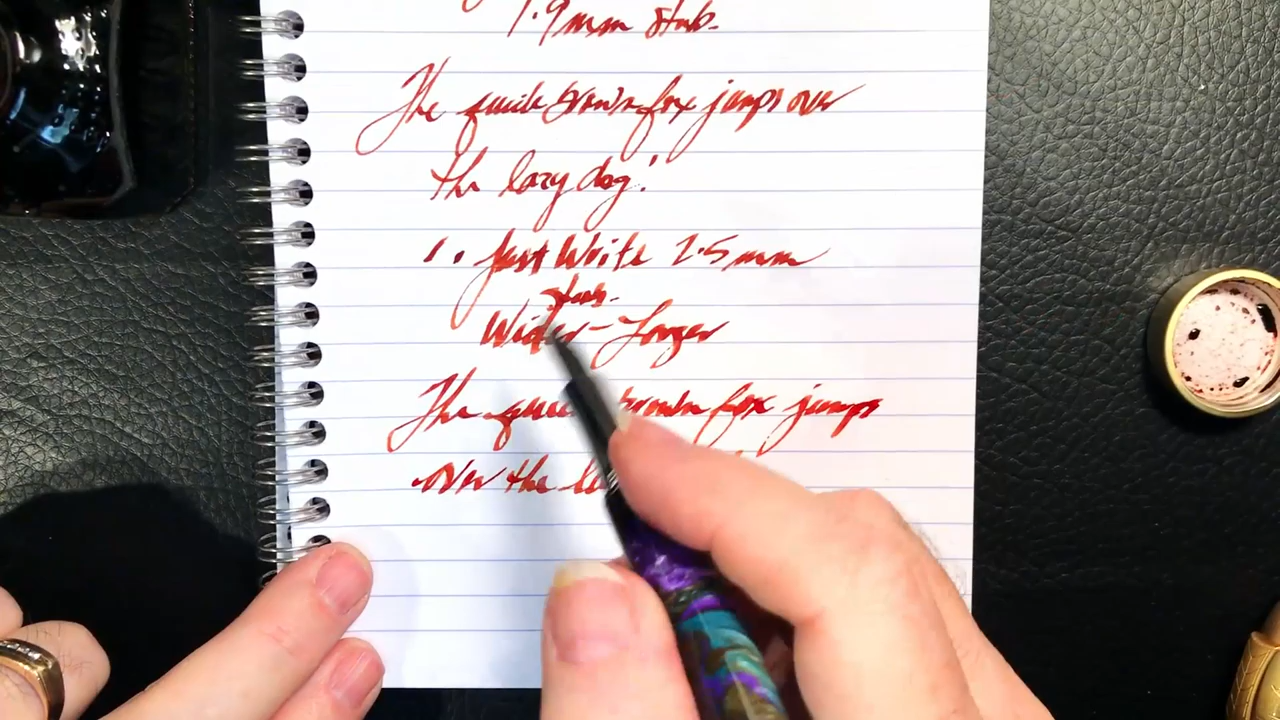 1.9mm Stub.
The quick brown fox jumps over
the lazy dog!
1. Just Write 2.5mm
Stub.
Wider - Longer
The quick brown fox jumps
over the